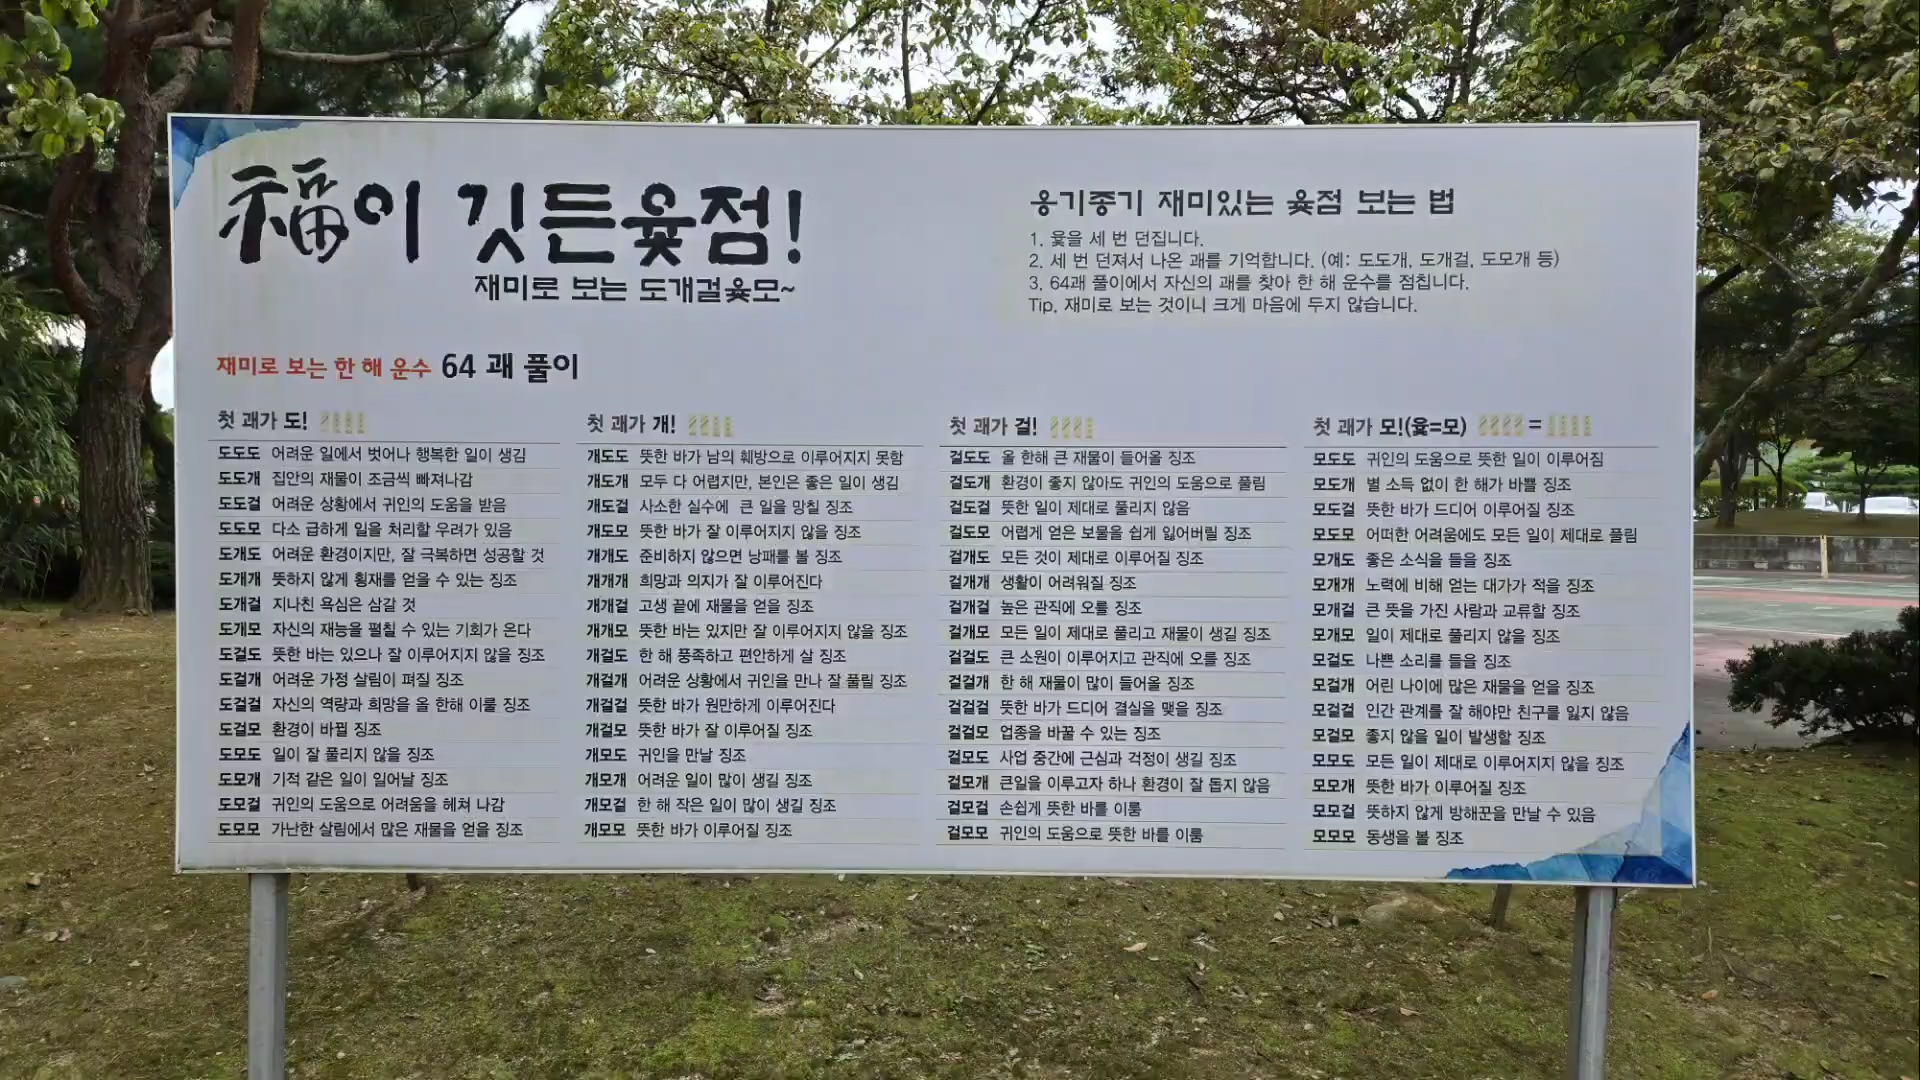 福이 깃든윷점!
재미로 보는 도개걸윷모~
옹기종기 재미있는 윷점 보는 법
1. 윷을 세 번 던집니다.
2. 세 번 던져서 나온 괘를 기억합니다. (예: 도도개, 도개걸, 도모개 등)
3. 64괘 풀이에서 자신의 괘를 찾아 한 해 운수를 점칩니다.
Tip. 재미로 보는 것이니 크게 마음에 두지 않습니다.
재미로 보는 한 해 운수 64 괘 풀이
첫 괘가 도!
도도도 어려운 일에서 벗어나 행복한 일이 생김
도도개 집안의 재물이 조금씩 빠져나감
도도걸 어려운 상황에서 귀인의 도움을 받음
도도모 다소 급하게 일을 처리할 우려가 있음
도개도 어려운 환경이지만, 잘 극복하면 성공할 것
도개개 뜻하지 않게 횡재를 얻을 수 있는 징조
도개걸 지나친 욕심은 삼갈 것
도개모 자신의 재능을 펼칠 수 있는 기회가 온다
도걸도 뜻한 바는 있으나 잘 이루어지지 않을 징조
도걸개 어려운 가정 살림이 펴질 징조
도걸걸 자신의 역량과 희망을 올 한해 이룰 징조
도걸모 환경이 바뀔 징조
도모도 일이 잘 풀리지 않을 징조
도모개 기적 같은 일이 일어날 징조
도모걸 귀인의 도움으로 어려움을 헤쳐 나감
도모모 가난한 살림에서 많은 재물을 얻을 징조
첫 괘가 개!
개도도 뜻한 바가 남의 훼방으로 이루어지지 못함
개도개 모두 다 어렵지만, 본인은 좋은 일이 생김
개도걸 사소한 실수에 큰 일을 망칠 징조
개도모 뜻한 바가 잘 이루어지지 않을 징조
개개도 준비하지 않으면 낭패를 볼 징조
개개개 희망과 의지가 잘 이루어진다
개개걸 고생 끝에 재물을 얻을 징조
개개모 뜻한 바는 있지만 잘 이루어지지 않을 징조
개걸도 한 해 풍족하고 편안하게 살 징조
개걸개 어려운 상황에서 귀인을 만나 잘 풀릴 징조
개걸걸 뜻한 바가 원만하게 이루어진다
개걸모 뜻한 바가 잘 이루어질 징조
개모도 귀인을 만날 징조
개모개 어려운 일이 많이 생길 징조
개모걸 한 해 작은 일이 많이 생길 징조
개모모 뜻한 바가 이루어질 징조
첫 괘가 걸!
걸도도 올 한해 큰 재물이 들어올 징조
걸도개 환경이 좋지 않아도 귀인의 도움으로 풀림
걸도걸 뜻한 일이 제대로 풀리지 않음
걸도모 어렵게 얻은 보물을 쉽게 잃어버릴 징조
걸개도 모든 것이 제대로 이루어질 징조
걸개개 생활이 어려워질 징조
걸개걸 높은 관직에 오를 징조
걸개모 모든 일이 제대로 풀리고 재물이 생길 징조
걸걸도 큰 소원이 이루어지고 관직에 오를 징조
걸걸개 한 해 재물이 많이 들어올 징조
걸걸걸 뜻한 바가 드디어 결실을 맺을 징조
걸걸모 업종을 바꿀 수 있는 징조
걸모도 사업 중간에 근심과 걱정이 생길 징조
걸모개 큰일을 이루고자 하나 환경이 잘 돕지 않음
걸모걸 손쉽게 뜻한 바를 이룸
걸모모 귀인의 도움으로 뜻한 바를 이룸
첫 괘가 모!(윷=모) =
모도도 귀인의 도움으로 뜻한 일이 이루어짐
모도개 벌 소득 없이 한 해가 바쁠 징조
모도걸 뜻한 바가 드디어 이루어질 징조
모도모 어떠한 어려움에도 모든 일이 제대로 풀림
모개도 좋은 소식을 들을 징조
모개개 노력에 비해 얻는 대가가 적을 징조
모개걸 큰 뜻을 가진 사람과 교류할 징조
모개모 일이 제대로 풀리지 않을 징조
모걸도 나쁜 소리를 들을 징조
모걸개 어린 나이에 많은 재물을 얻을 징조
모걸걸 인간 관계를 잘 해야만 친구를 잃지 않음
모걸모 좋지 않을 일이 발생할 징조
모모도 모든 일이 제대로 이루어지지 않을 징조
모모개 뜻한 바가 이루어질 징조
모모걸 뜻하지 않게 방해꾼을 만날 수 있음
모모모 동생을 볼 징조